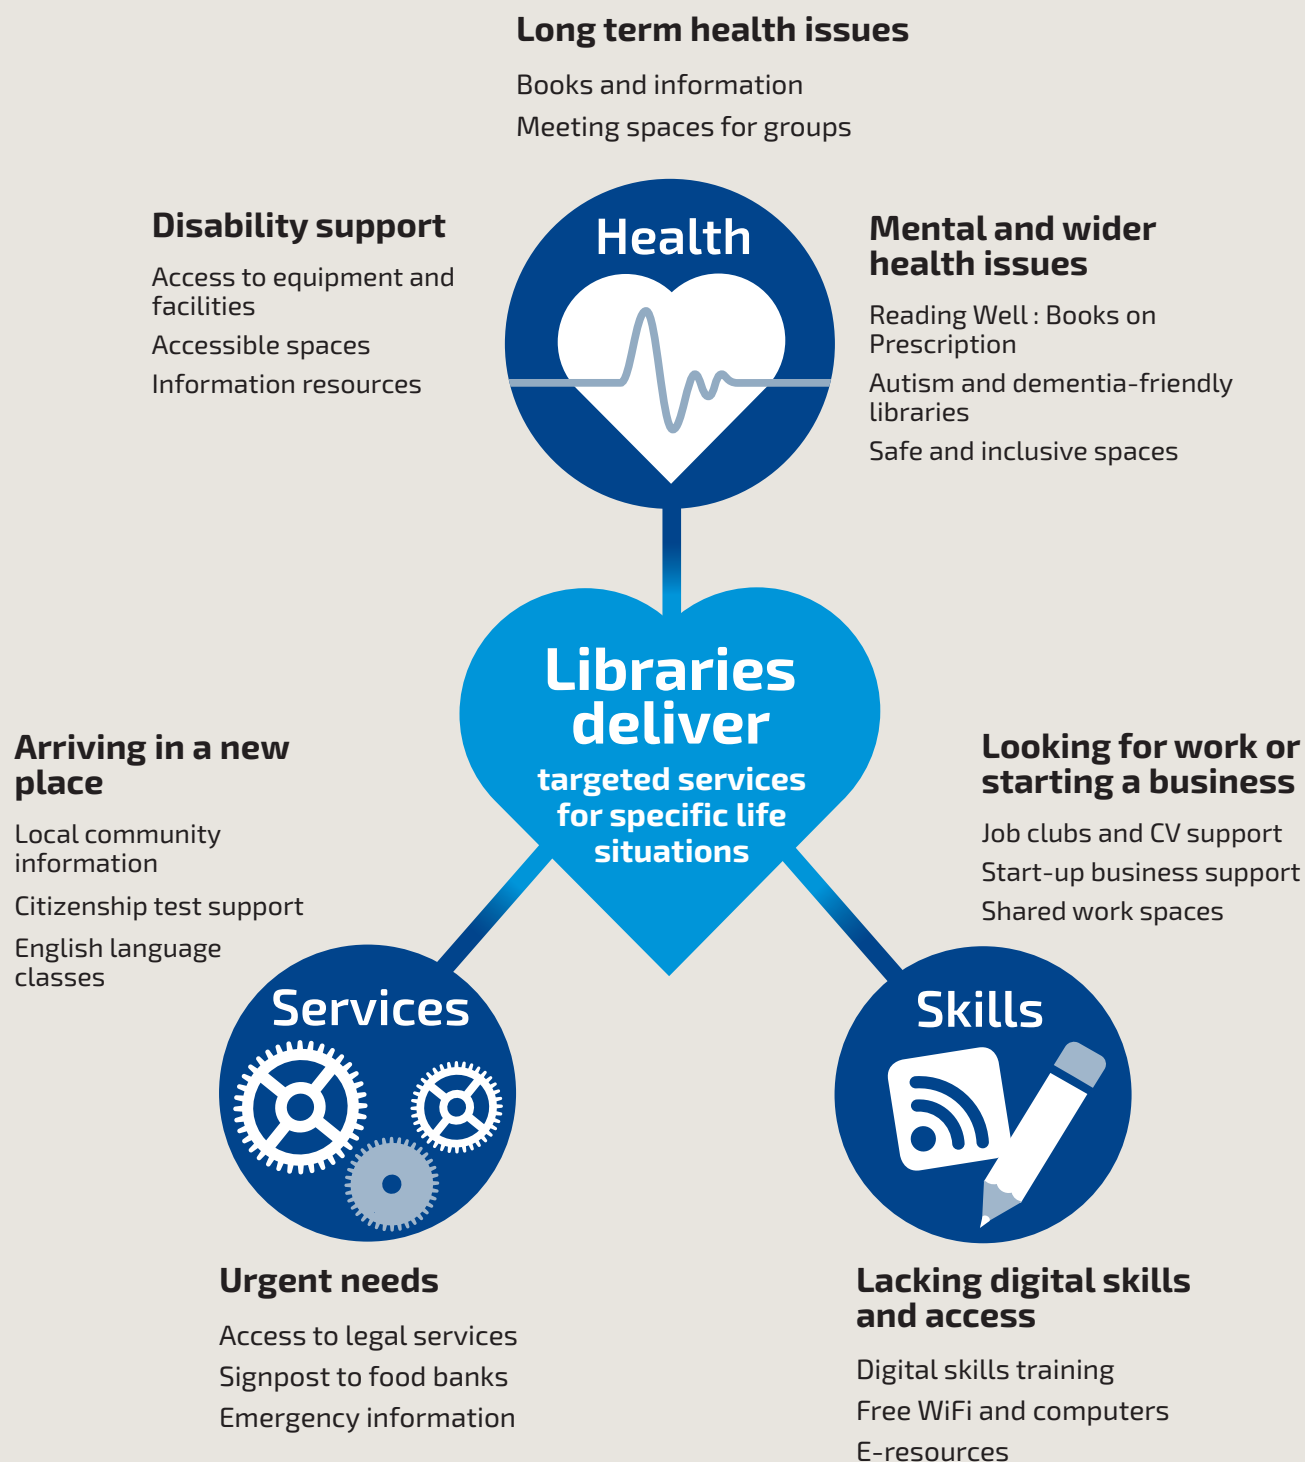 Long term health issues
Books and information
Meeting spaces for groups
Disability support
Access to equipment and
facilities
Accessible spaces
Information resources
Health
Mental and wider
health issues
Reading Well : Books on
Prescription
Autism and dementia-friendly
libraries
Safe and inclusive spaces
Libraries
deliver
targeted services
for specific life
situations
Arriving in a new
place
Local community
information
Citizenship test support
English language
classes
Services
Urgent needs
Access to legal services
Signpost to food banks
Emergency information
Looking for work or
starting a business
Job clubs and CV support
Start-up business support
Shared work spaces
Skills
Lacking digital skills
and access
Digital skills training
Free WiFi and computers
E-resources